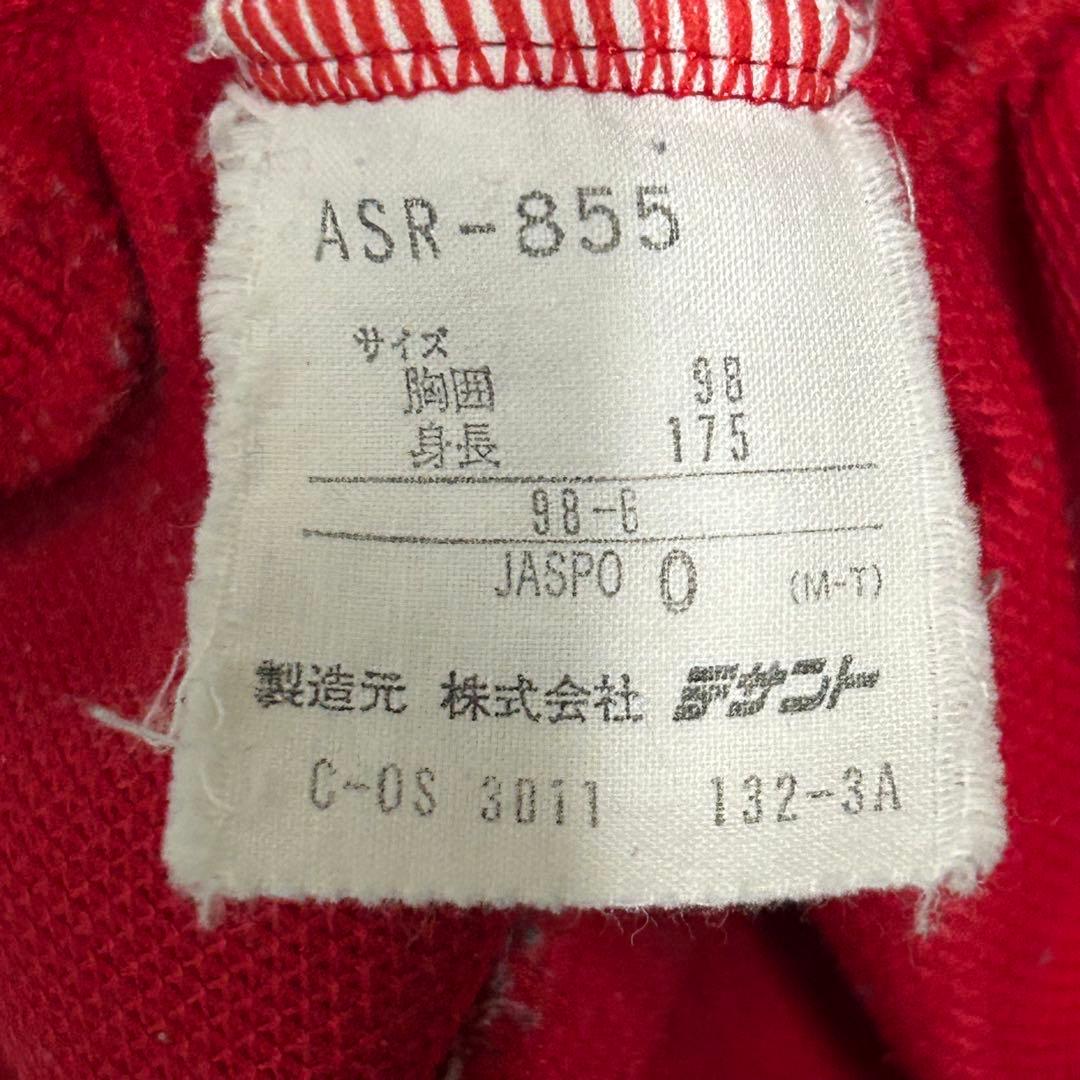 ASR-855
サイズ
胸囲 98
身長 175
98-6
JASPO O (M-T)
製造元 株式会社 デサント
C-OS 3011 132-3A